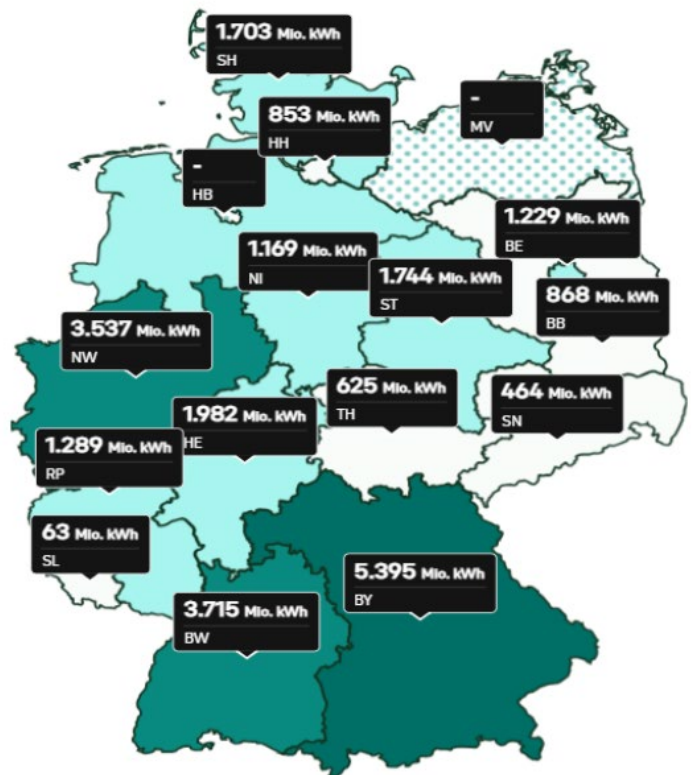 1.703 Mio. kWh
SH
853 Mio. kWh
HH
-
MV
-
HB
1.229 Mio. kWh
BE
1.169 Mio. kWh
NI
1.744 Mio. kWh
ST
868 Mio. kWh
BB
3.537 Mio. kWh
NW
625 Mio. kWh
TH
464 Mio. kWh
SN
1.982 Mio. kWh
HE
1.289 Mio. kWh
RP
63 Mio. kWh
SL
5.395 Mio. kWh
BY
3.715 Mio. kWh
BW